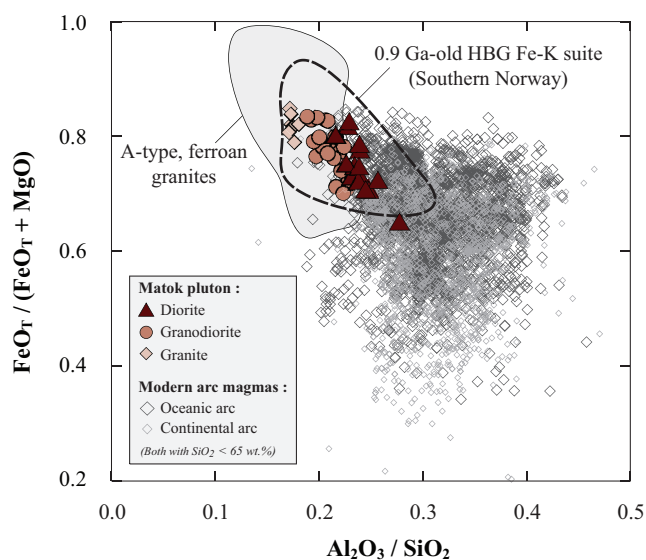 1.0
0.8
0.6
0.4
0.2
FeO_T / (FeO_T + MgO)
0.9 Ga-old HBG Fe-K suite
(Southern Norway)
A-type, ferroan
granites
Matok pluton :
Diorite
Granodiorite
Granite
Modern arc magmas :
Oceanic arc
Continental arc
(Both with SiO₂ < 65 wt.%)
0.0 0.1 0.2 0.3 0.4 0.5
Al₂O₃ / SiO₂